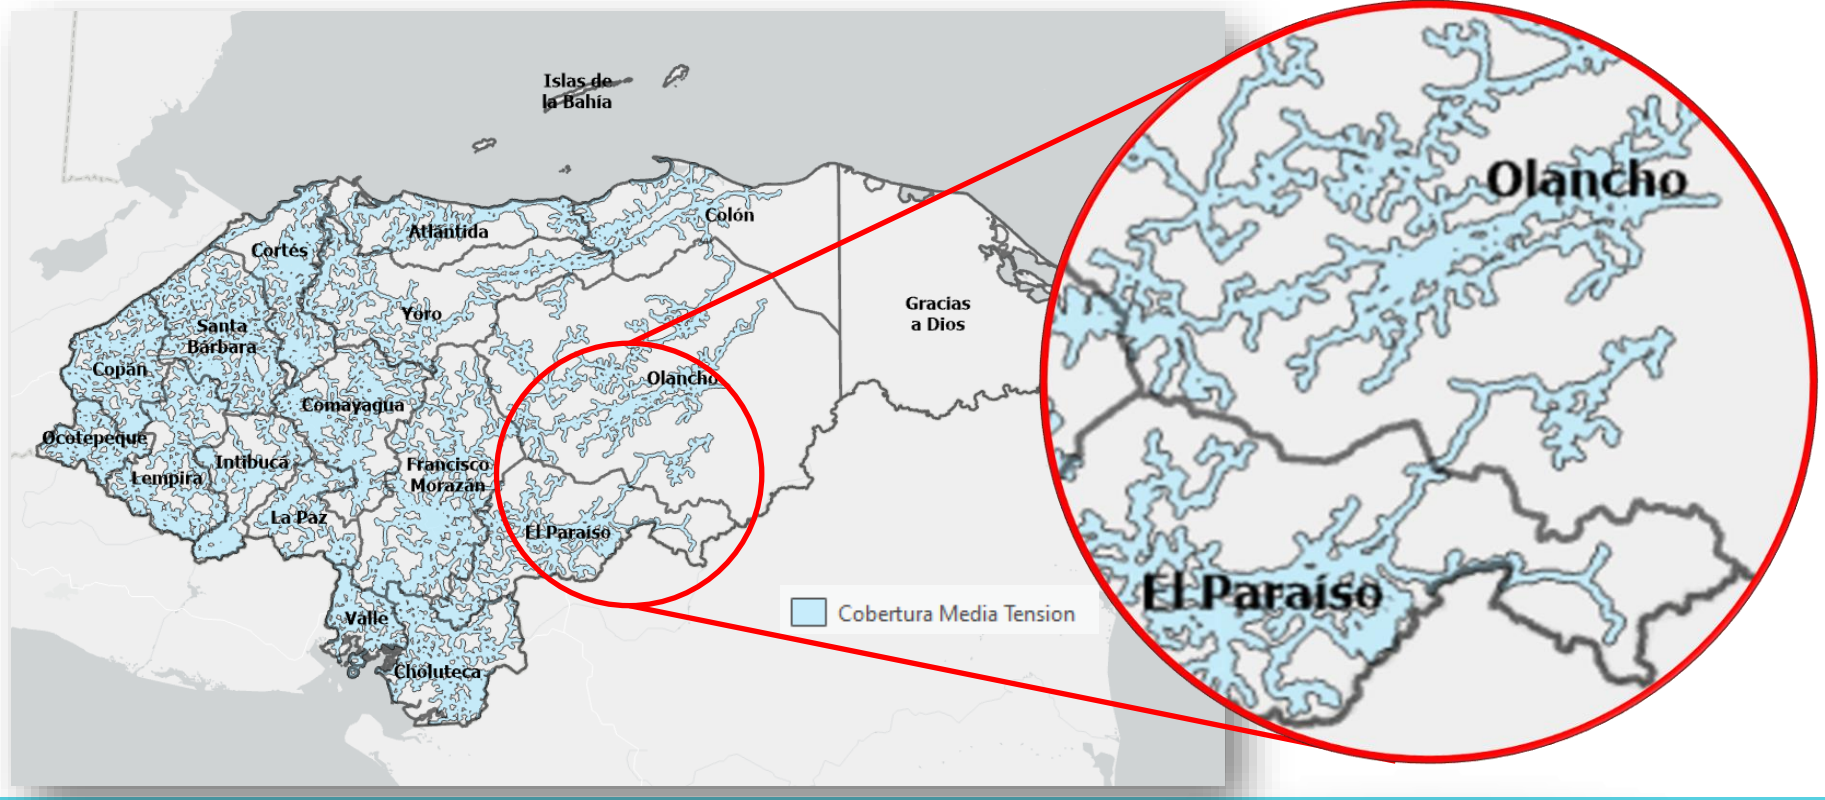 Islas de
la Bahía
Colón
Atlántida
Cortés
Gracias
a Dios
Yoro
Santa
Bárbara
Copán
Olancho
Comayagua
Ocotepeque
Intibucá
Francisco
Morazán
Lempira
La Paz
El Paraíso
Valle
Choluteca
Cobertura Media Tension
Olancho
El Paraíso